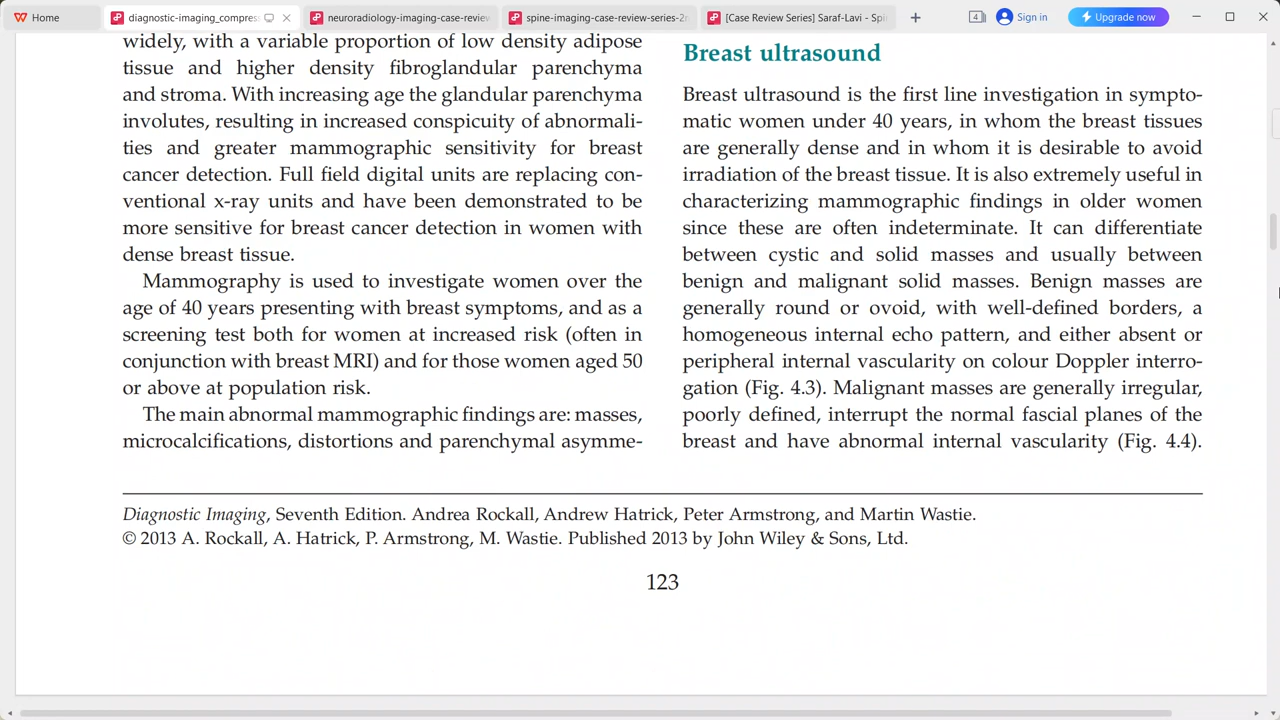 Home
diagnostic-imaging_compres
neuroradiology-imaging-case-review
spine-imaging-case-review-series-2
[Case Review Series] Saraf-Lavi - Spi
4
Sign in
Upgrade now
widely, with a variable proportion of low density adipose
tissue and higher density fibroglandular parenchyma
and stroma. With increasing age the glandular parenchyma
involutes, resulting in increased conspicuity of abnormali-
ties and greater mammographic sensitivity for breast
cancer detection. Full field digital units are replacing con-
ventional x-ray units and have been demonstrated to be
more sensitive for breast cancer detection in women with
dense breast tissue.
Mammography is used to investigate women over the
age of 40 years presenting with breast symptoms, and as a
screening test both for women at increased risk (often in
conjunction with breast MRI) and for those women aged 50
or above at population risk.
The main abnormal mammographic findings are: masses,
microcalcifications, distortions and parenchymal asymme-
Breast ultrasound
Breast ultrasound is the first line investigation in sympto-
matic women under 40 years, in whom the breast tissues
are generally dense and in whom it is desirable to avoid
irradiation of the breast tissue. It is also extremely useful in
characterizing mammographic findings in older women
since these are often indeterminate. It can differentiate
between cystic and solid masses and usually between
benign and malignant solid masses. Benign masses are
generally round or ovoid, with well-defined borders, a
homogeneous internal echo pattern, and either absent or
peripheral internal vascularity on colour Doppler interro-
gation (Fig. 4.3). Malignant masses are generally irregular,
poorly defined, interrupt the normal fascial planes of the
breast and have abnormal internal vascularity (Fig. 4.4).
Diagnostic Imaging, Seventh Edition. Andrea Rockall, Andrew Hatrick, Peter Armstrong, and Martin Wastie.
© 2013 A. Rockall, A. Hatrick, P. Armstrong, M. Wastie. Published 2013 by John Wiley & Sons, Ltd.
123